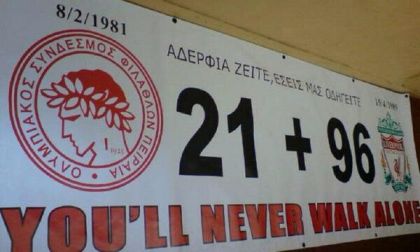 8/2/1981
ΑΔΕΡΦΙΑ ΖΕΙΤΕ, ΕΣΕΙΣ ΜΑΣ ΟΔΗΓΕΙΤΕ
15/4/1989
ΟΛΥΜΠΙΑΚΟΣ ΣΥΝΔΕΣΜΟΣ ΦΙΛΑΘΛΩΝ ΠΕΙΡΑΙΑ
1925
21 + 96
YOU'LL NEVER WALK ALONE